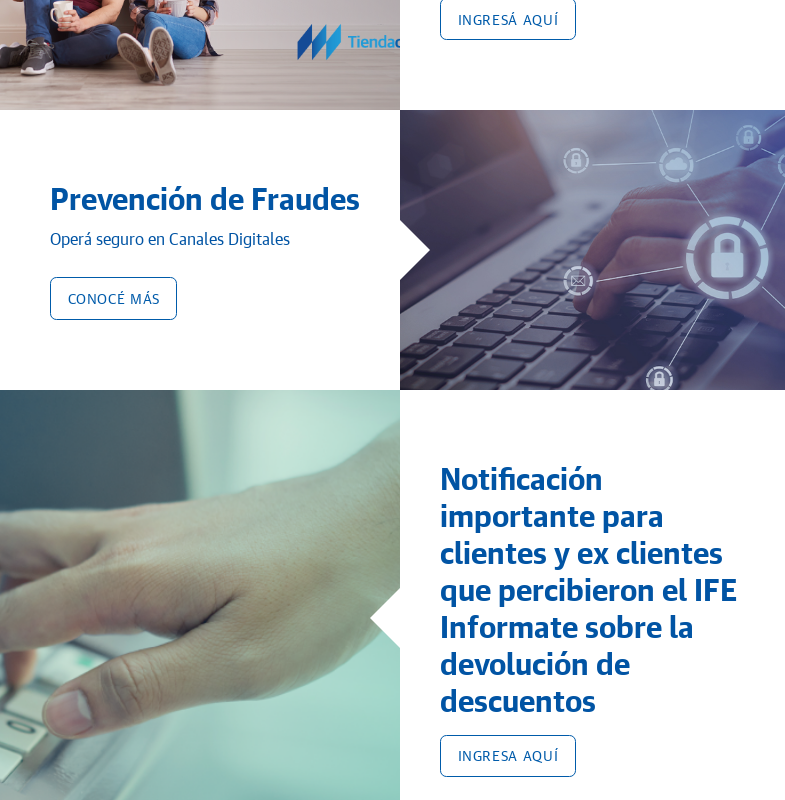 INGRESÁ AQUÍ
Prevención de Fraudes
Operá seguro en Canales Digitales
CONOCÉ MÁS
Notificación
importante para
clientes y ex clientes
que percibieron el IFE
Informate sobre la
devolución de
descuentos
INGRESA AQUÍ